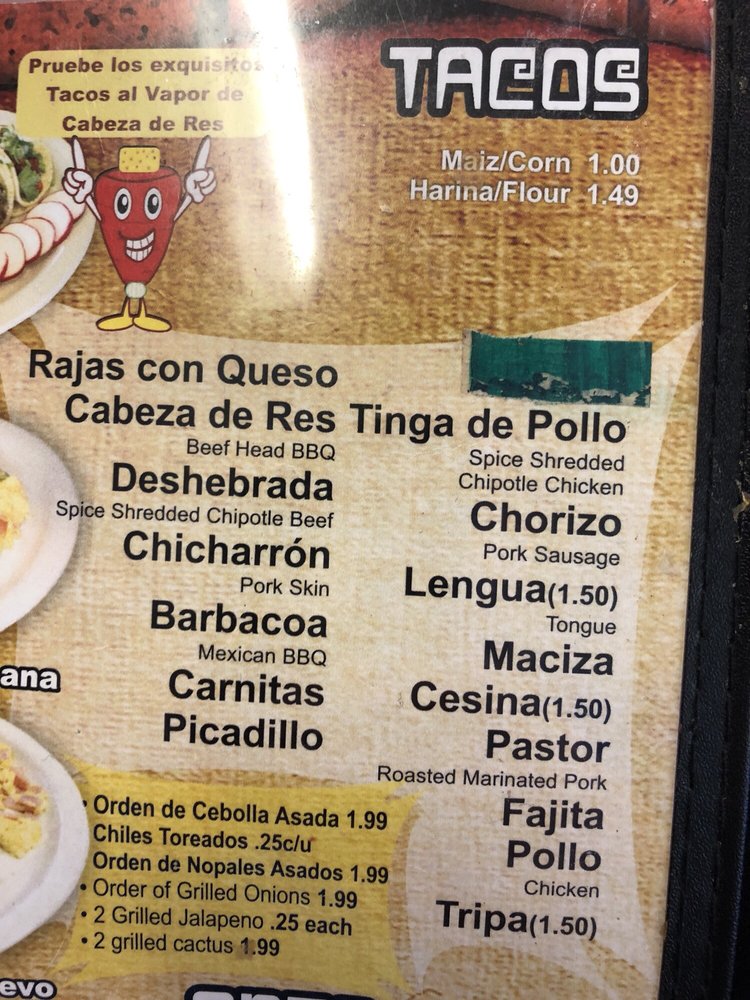 Pruebe los exquisitos
Tacos al Vapor de
Cabeza de Res
TACOS
Maiz/Corn 1.00
Harina/Flour 1.49
Rajas con Queso
Cabeza de Res
Beef Head BBQ
Deshebrada
Spice Shredded Chipotle Beef
Chicharrón
Pork Skin
Barbacoa
Mexican BBQ
Carnitas
Picadillo
Tinga de Pollo
Spice Shredded
Chipotle Chicken
Chorizo
Pork Sausage
Lengua(1.50)
Tongue
Maciza
Cesina(1.50)
Pastor
Roasted Marinated Pork
Fajita
Pollo
Chicken
Tripa(1.50)
• Orden de Cebolla Asada 1.99
Chiles Toreados .25c/u
Orden de Nopales Asados 1.99
• Order of Grilled Onions 1.99
• 2 Grilled Jalapeno .25 each
• 2 grilled cactus 1.99
ana
evo